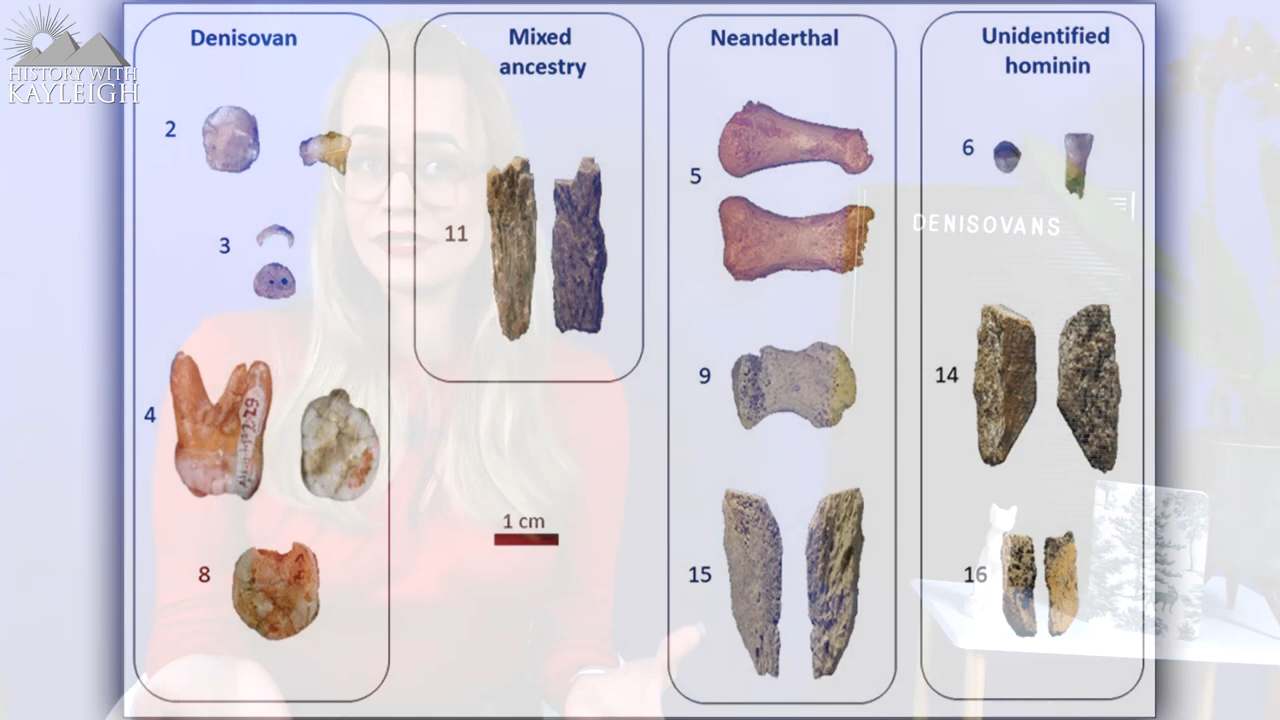 HISTORY WITH
KAYLEIGH
Denisovan
2
3
4
8
Mixed
ancestry
11
1 cm
Neanderthal
5
9
15
Unidentified
hominin
6
14
16
DENISOVANS